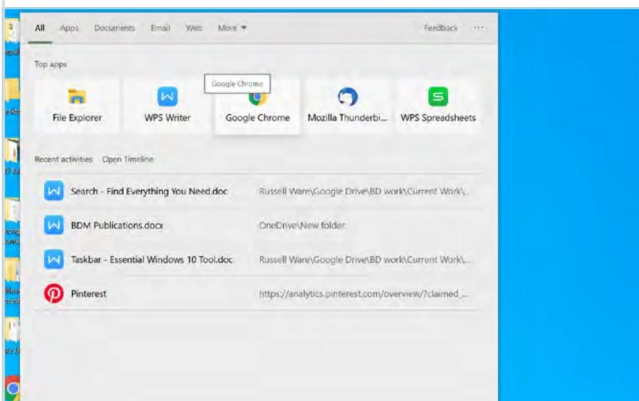 All Apps Documents Email Web More Feedback ...
Top apps
Google Chrome
File Explorer WPS Writer Google Chrome Mozilla Thunderbi... WPS Spreadsheets
Recent activities Open Timeline
Search - Find Everything You Need.doc Russell Ware\Google Drive\BD work\Current Work\...
BDM Publications.docx OneDrive\New folder
Taskbar - Essential Windows 10 Tool.doc Russell Ware\Google Drive\BD work\Current Work\...
Pinterest https://analytics.pinterest.com/overview/?claimed_...